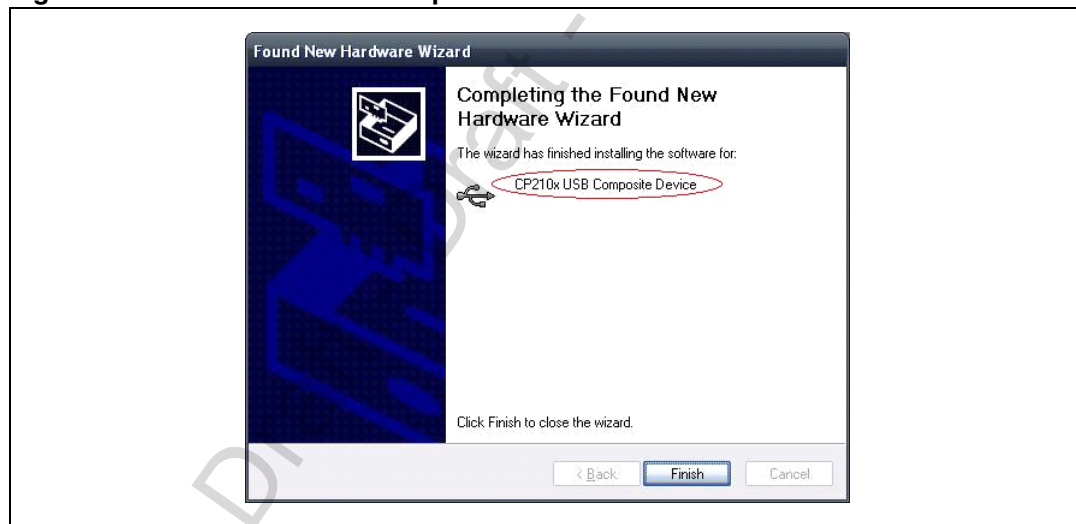 Found New Hardware Wizard
Completing the Found New
Hardware Wizard
The wizard has finished installing the software for:
CP210x USB Composite Device
Click Finish to close the wizard.
< Back
Finish
Cancel